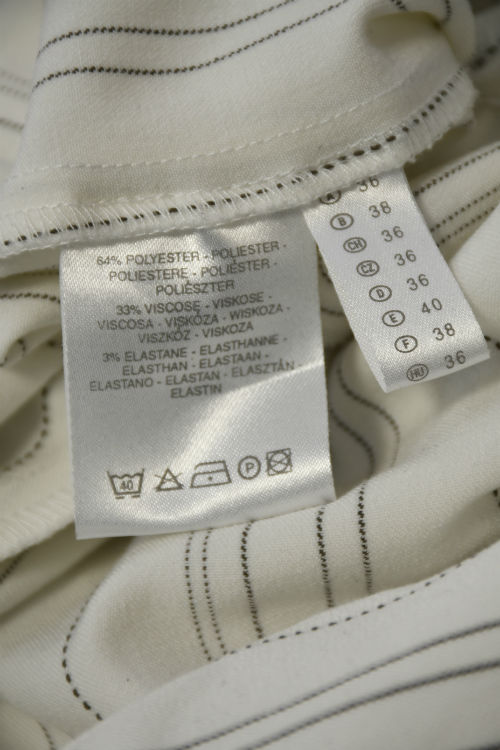 64% POLYESTER - POLIESTER -
POLIESTERE - POLIÉSTER -
POLIÉSZTER
33% VISCOSE - VISKOSE -
VISCOSA - VISKÓZA - WISKOZA -
VISZKÓZ - VISKOZA
3% ELASTANE - ELASTHANNE -
ELASTHAN - ELASTAAN -
ELASTANO - ELASTAN - ELASZTÁN -
ELASTIN
40
P
A 36
B 38
CH 36
CZ 36
D 36
E 40
F 38
HU 36